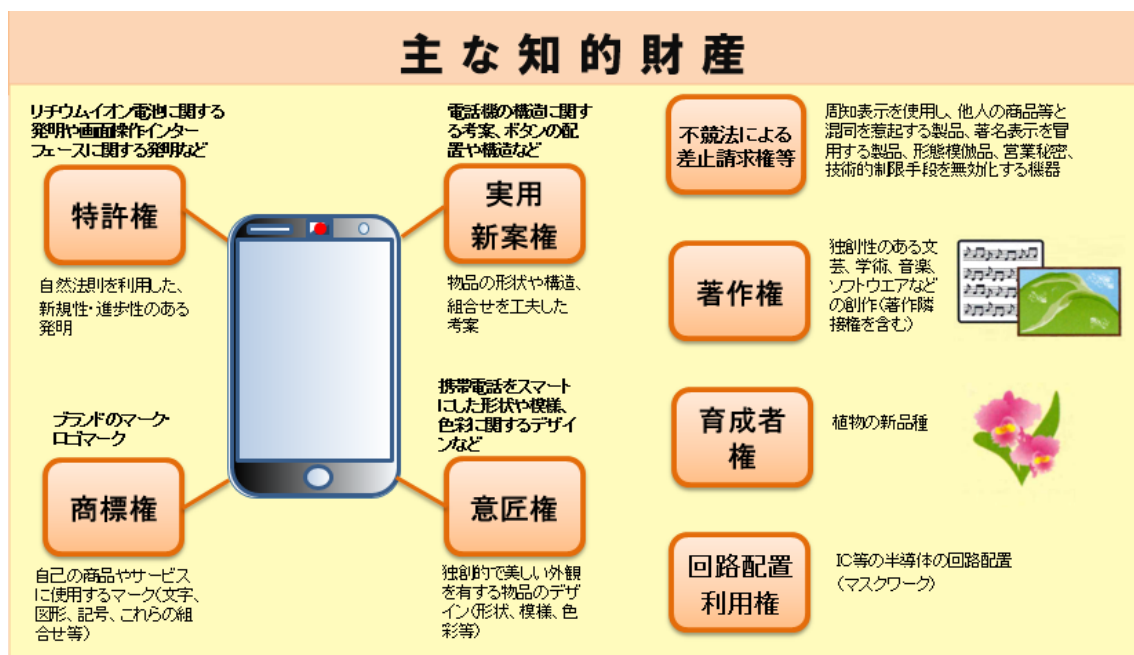 主な知的財産
リチウムイオン電池に関する
発明や画面操作インター
フェースに関する発明など
特許権
自然法則を利用した、
新規性・進歩性のある
発明
電話機の構造に関す
る考案、ボタンの配
置や構造など
実用
新案権
物品の形状や構造、
組合せを工夫した
考案
ブランドのマーク・
ロゴマーク
商標権
自己の商品やサービス
に使用するマーク(文字、
図形、記号、これらの組
合せ等)
携帯電話をスマート
にした形状や模様、
色彩に関するデザイ
ンなど
意匠権
独創的で美しい外観
を有する物品のデザ
イン(形状、模様、色
彩等)
不競法による
差止請求権等
周知表示を使用し、他人の商品等と
混同を惹起する製品、著名表示を冒
用する製品、形態模倣品、営業秘密、
技術的制限手段を無効化する機器
著作権
独創性のある文
芸、学術、音楽、
ソフトウエアなど
の創作(著作隣
接権を含む)
育成者
権
植物の新品種
回路配置
利用権
IC等の半導体の回路配置
(マスクワーク)